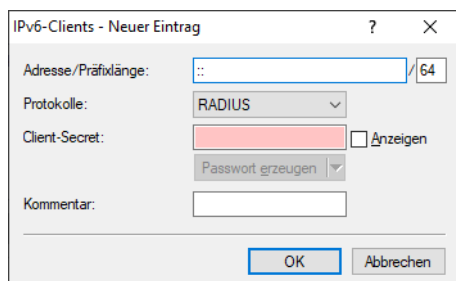 IPv6-Clients - Neuer Eintrag ?
Adresse/Präfixlänge: :: / 64
Protokolle: RADIUS
Client-Secret: Anzeigen
Passwort erzeugen
Kommentar:
OK Abbrechen